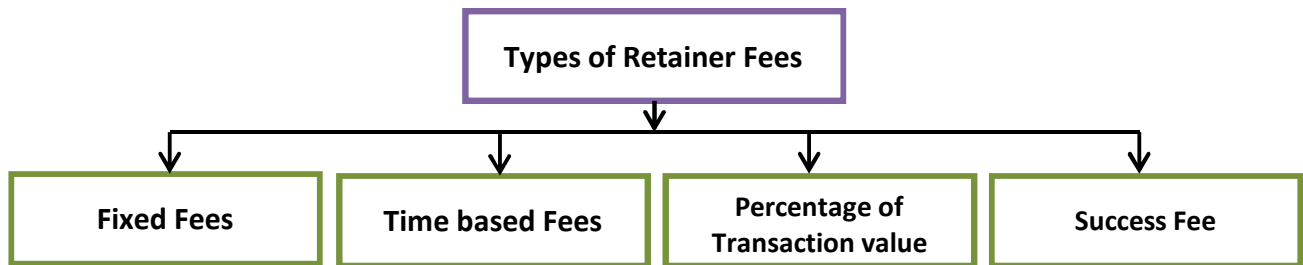 Types of Retainer Fees
Fixed Fees
Time based Fees
Percentage of
Transaction value
Success Fee